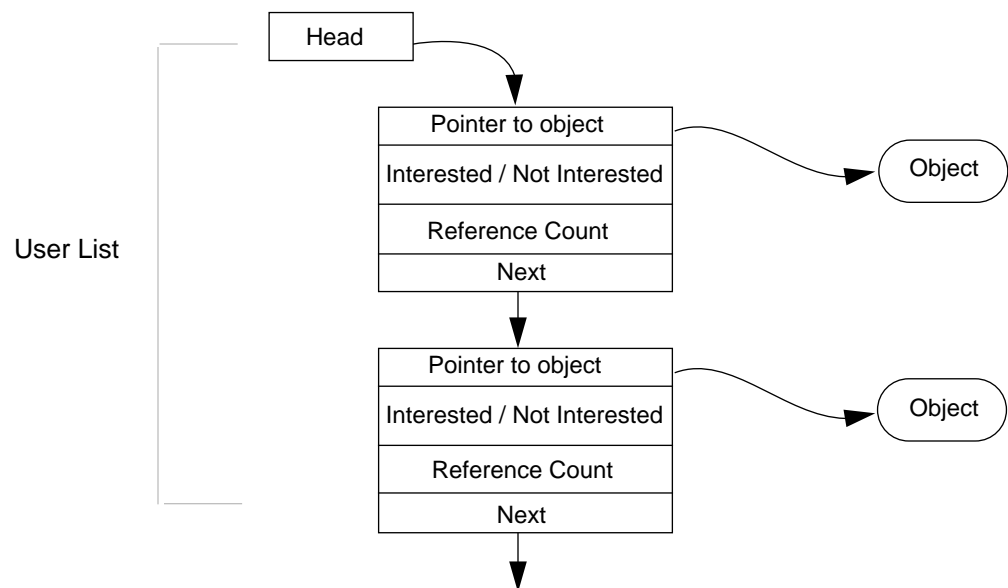 Head
Pointer to object
Interested / Not Interested
Object
Reference Count
User List
Next
Pointer to object
Interested / Not Interested
Object
Reference Count
Next